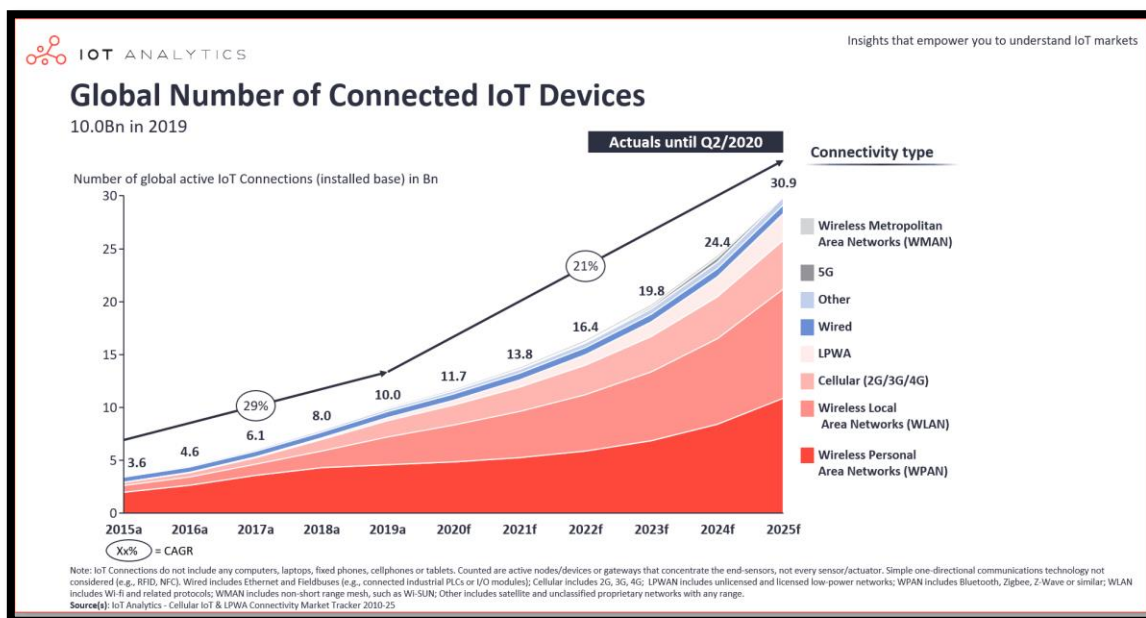 IOT ANALYTICS
Insights that empower you to understand IoT markets
Global Number of Connected IoT Devices
10.0Bn in 2019
Actuals until Q2/2020
Connectivity type
Number of global active IoT Connections (installed base) in Bn
30
25
20
15
10
5
0
3.6
4.6
6.1
8.0
10.0
11.7
13.8
16.4
19.8
24.4
30.9
29%
21%
2015a
2016a
2017a
2018a
2019a
2020f
2021f
2022f
2023f
2024f
2025f
Wireless Metropolitan
Area Networks (WMAN)
5G
Other
Wired
LPWA
Cellular (2G/3G/4G)
Wireless Local
Area Networks (WLAN)
Wireless Personal
Area Networks (WPAN)
Xx% = CAGR
Note: IoT Connections do not include any computers, laptops, fixed phones, cellphones or tablets. Counted are active nodes/devices or gateways that concentrate the end-sensors, not every sensor/actuator. Simple one-directional communications technology not
considered (e.g., RFID, NFC). Wired includes Ethernet and Fieldbuses (e.g., connected industrial PLCs or I/O modules); Cellular includes 2G, 3G, 4G; LPWAN includes unlicensed and licensed low-power networks; WPAN includes Bluetooth, Zigbee, Z-Wave or similar; WLAN
includes Wi-fi and related protocols; WMAN includes non-short range mesh, such as Wi-SUN; Other includes satellite and unclassified proprietary networks with any range.
Source(s): IoT Analytics - Cellular IoT & LPWA Connectivity Market Tracker 2010-25